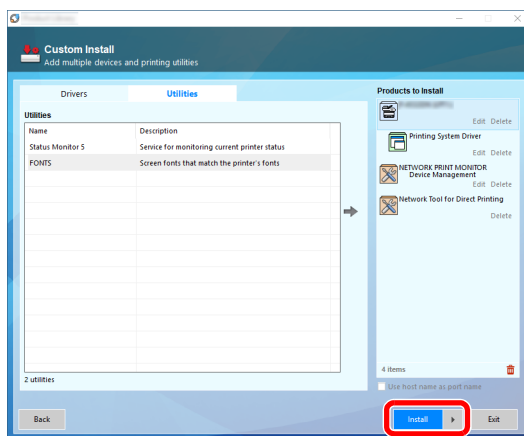 Custom Install
Add multiple devices and printing utilities
Drivers
Utilities
Utilities
Name Description
Status Monitor 5 Service for monitoring current printer status
FONTS Screen fonts that match the printer's fonts
2 utilities
Products to Install
Edit Delete
Printing System Driver
Edit Delete
NETWORK PRINT MONITOR
Device Management
Edit Delete
Network Tool for Direct Printing
Delete
4 items
Use host name as port name
Back
Install
Exit